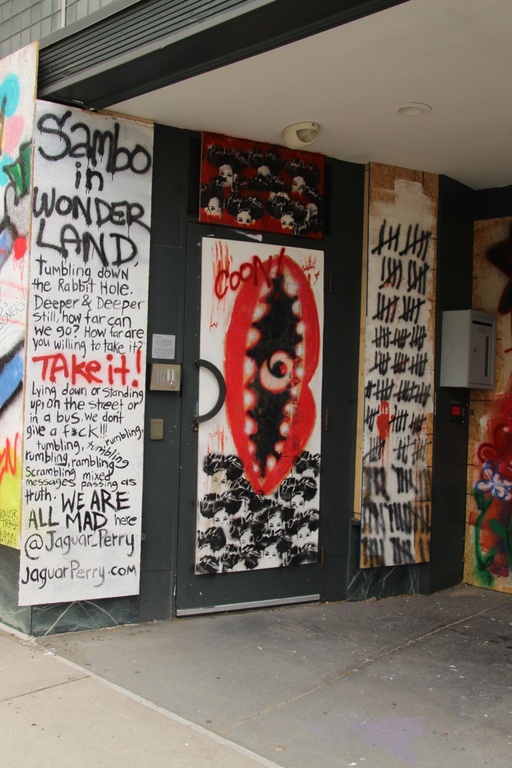 Sambo
in
WONDER
LAND
Tumbling down
the Rabbit Hole.
Deeper & Deeper
still, how far can
we go? How far are
you willing to take it?
TAKE it!
Lying down or standing
up, on the street or
in a bus. we don't
give a f*ck!!!
tumbling, tumbling, rumbling,
rumbling, rambling,
scrambling mixed
messages passing as
truth. WE ARE
ALL MAD here
@JaguarPerry
JaguarPerry.com
COON!